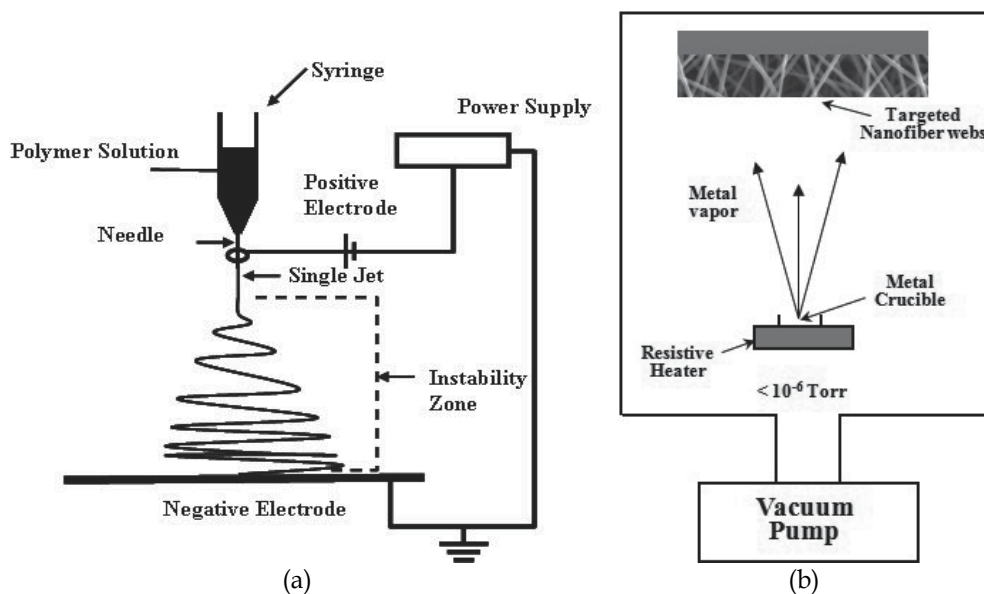 Syringe
Power Supply
Polymer Solution
Positive
Electrode
Needle
Single Jet
Instability
Zone
Negative Electrode
(a)
Targeted
Nanofiber webs
Metal
vapor
Metal
Crucible
Resistive
Heater
< 10⁻⁶ Torr
Vacuum
Pump
(b)